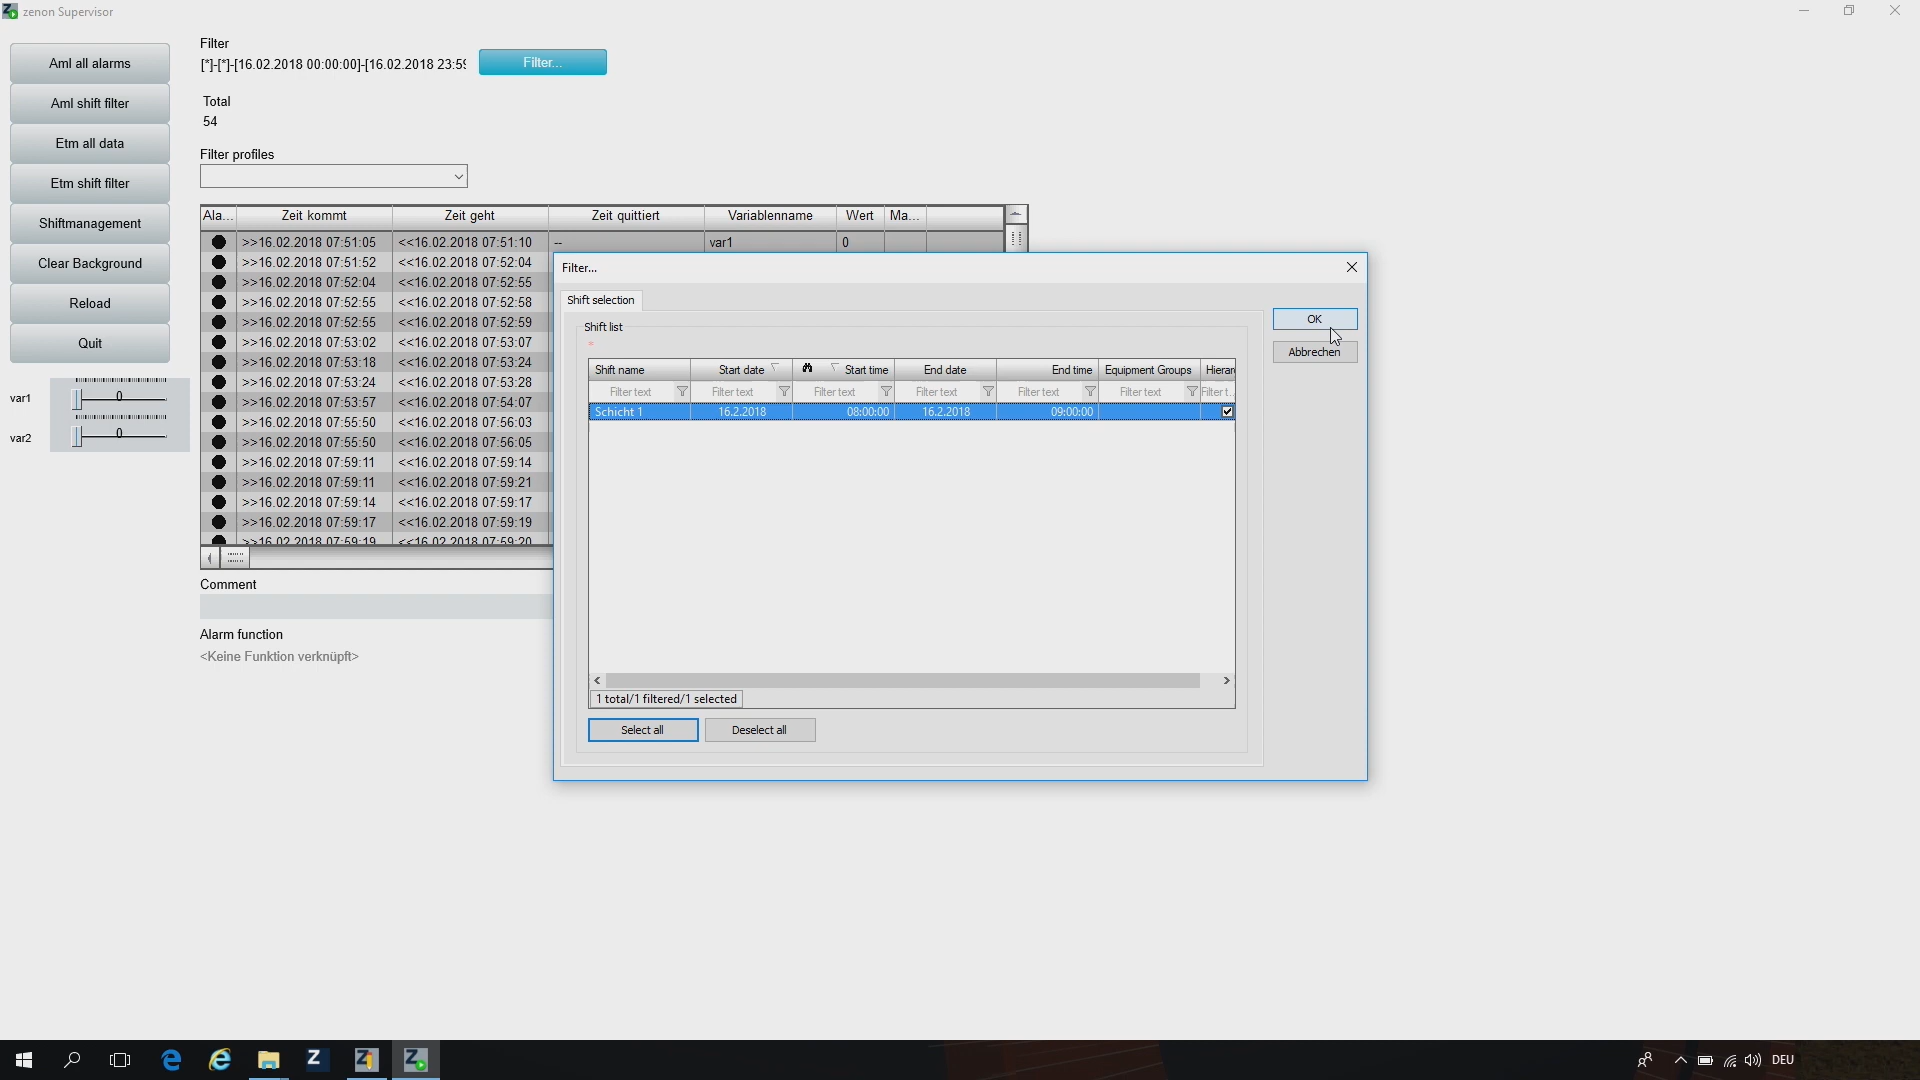 zenon Supervisor
Aml all alarms
Aml shift filter
Etm all data
Etm shift filter
Shiftmanagement
Clear Background
Reload
Quit
var1 0
var2 0
Filter
[*]-[*]-[16.02.2018 00:00:00]-[16.02.2018 23:59
Filter...
Total
54
Filter profiles
Ala... Zeit kommt Zeit geht Zeit quittiert Variablenname Wert Ma...
>>16.02.2018 07:51:05 <<16.02.2018 07:51:10 -- var1 0
>>16.02.2018 07:51:52 <<16.02.2018 07:52:04
>>16.02.2018 07:52:04 <<16.02.2018 07:52:55
>>16.02.2018 07:52:55 <<16.02.2018 07:52:58
>>16.02.2018 07:52:55 <<16.02.2018 07:52:59
>>16.02.2018 07:53:02 <<16.02.2018 07:53:07
>>16.02.2018 07:53:18 <<16.02.2018 07:53:24
>>16.02.2018 07:53:24 <<16.02.2018 07:53:28
>>16.02.2018 07:53:57 <<16.02.2018 07:54:07
>>16.02.2018 07:55:50 <<16.02.2018 07:56:03
>>16.02.2018 07:55:50 <<16.02.2018 07:56:05
>>16.02.2018 07:59:11 <<16.02.2018 07:59:14
>>16.02.2018 07:59:11 <<16.02.2018 07:59:21
>>16.02.2018 07:59:14 <<16.02.2018 07:59:17
>>16.02.2018 07:59:17 <<16.02.2018 07:59:19
>>16.02.2018 07:59:19 <<16.02.2018 07:59:20
Comment
Alarm function
<Keine Funktion verknüpft>
Filter...
Shift selection
Shift list
*
Shift name Start date Start time End date End time Equipment Groups Hierar
Filter text Filter text Filter text Filter text Filter text Filter text Filter t...
Schicht 1 16.2.2018 08:00:00 16.2.2018 09:00:00
1 total/1 filtered/1 selected
Select all Deselect all
OK
Abbrechen
DEU